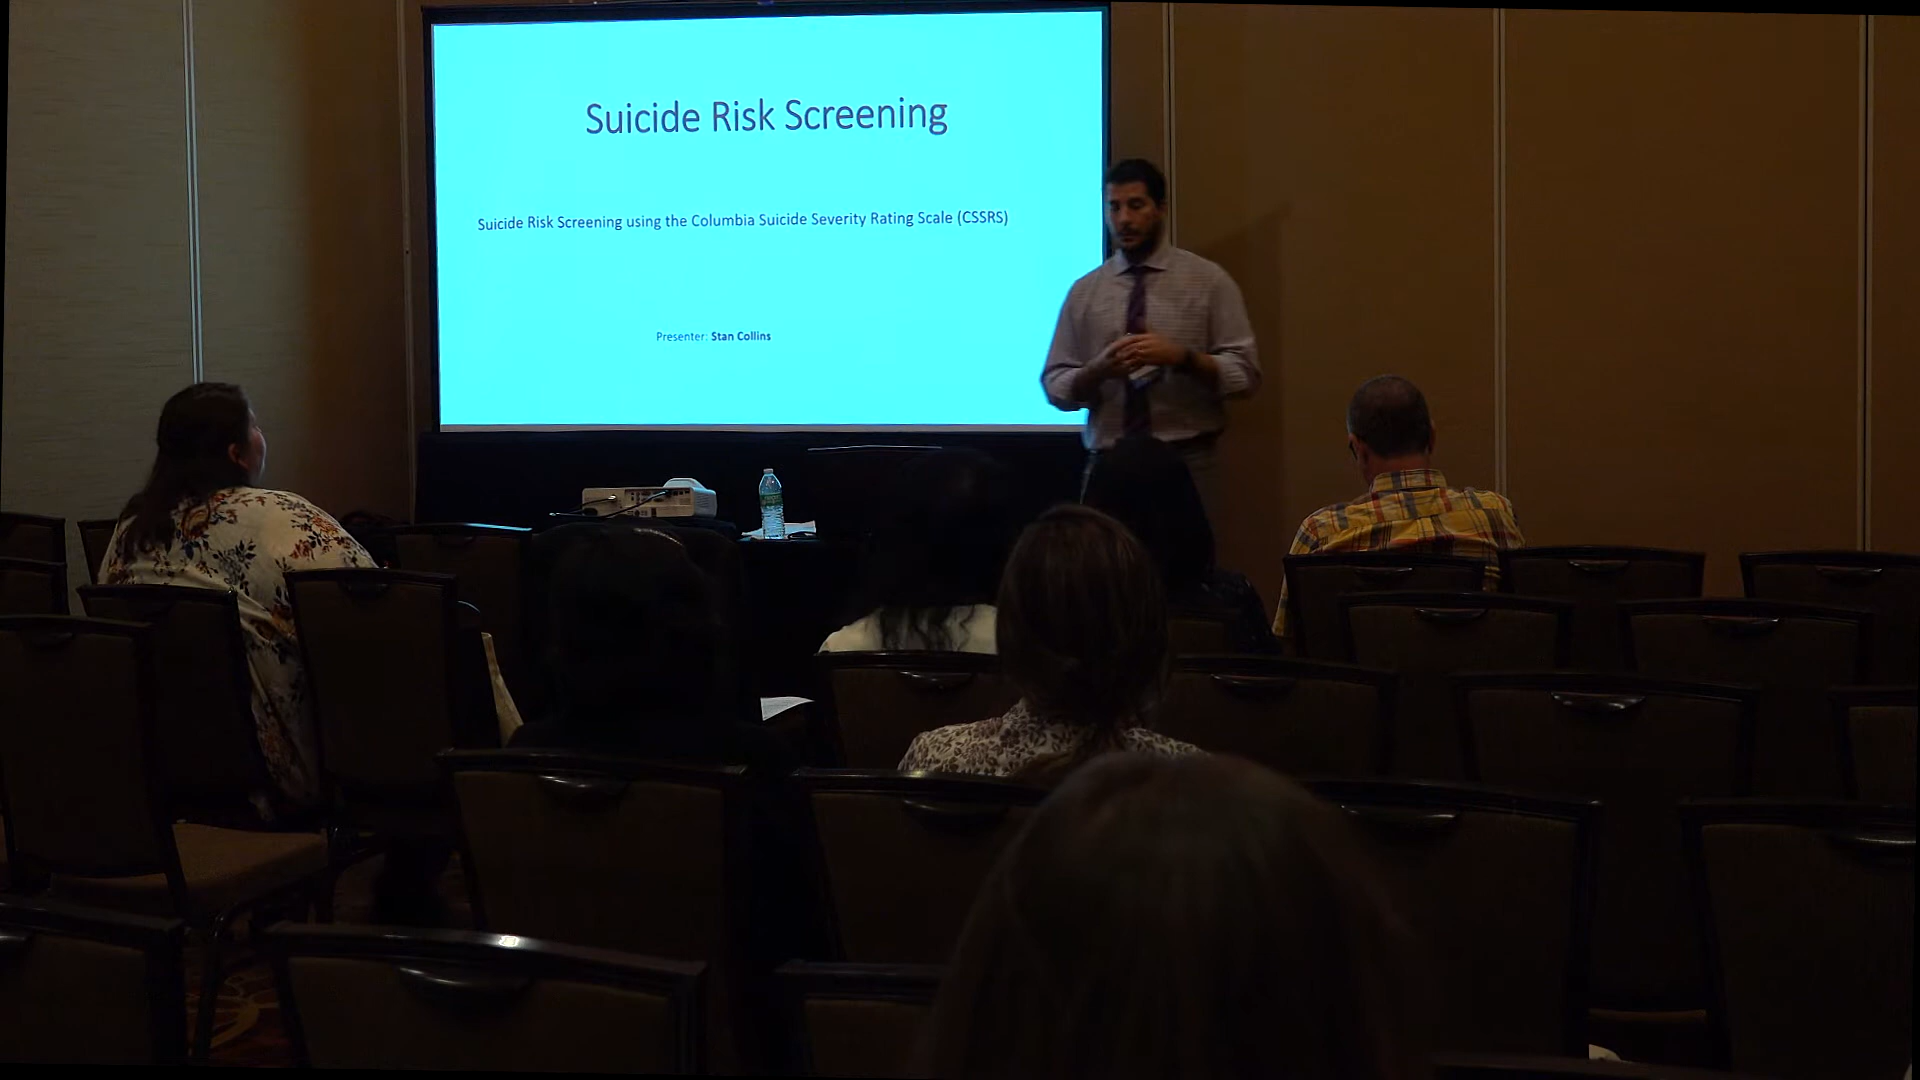 Suicide Risk Screening
Suicide Risk Screening using the Columbia Suicide Severity Rating Scale (CSSRS)
Presenter: Stan Collins